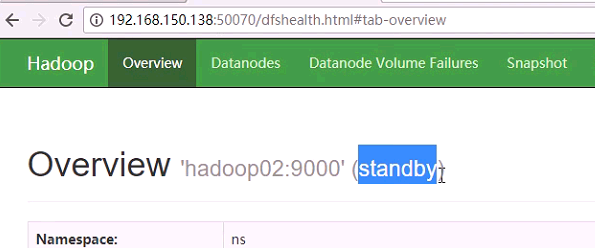 192.168.150.138:50070/dfshealth.html#tab-overview
Hadoop Overview Datanodes Datanode Volume Failures Snapshot
Overview 'hadoop02:9000' (standby)
Namespace: ns